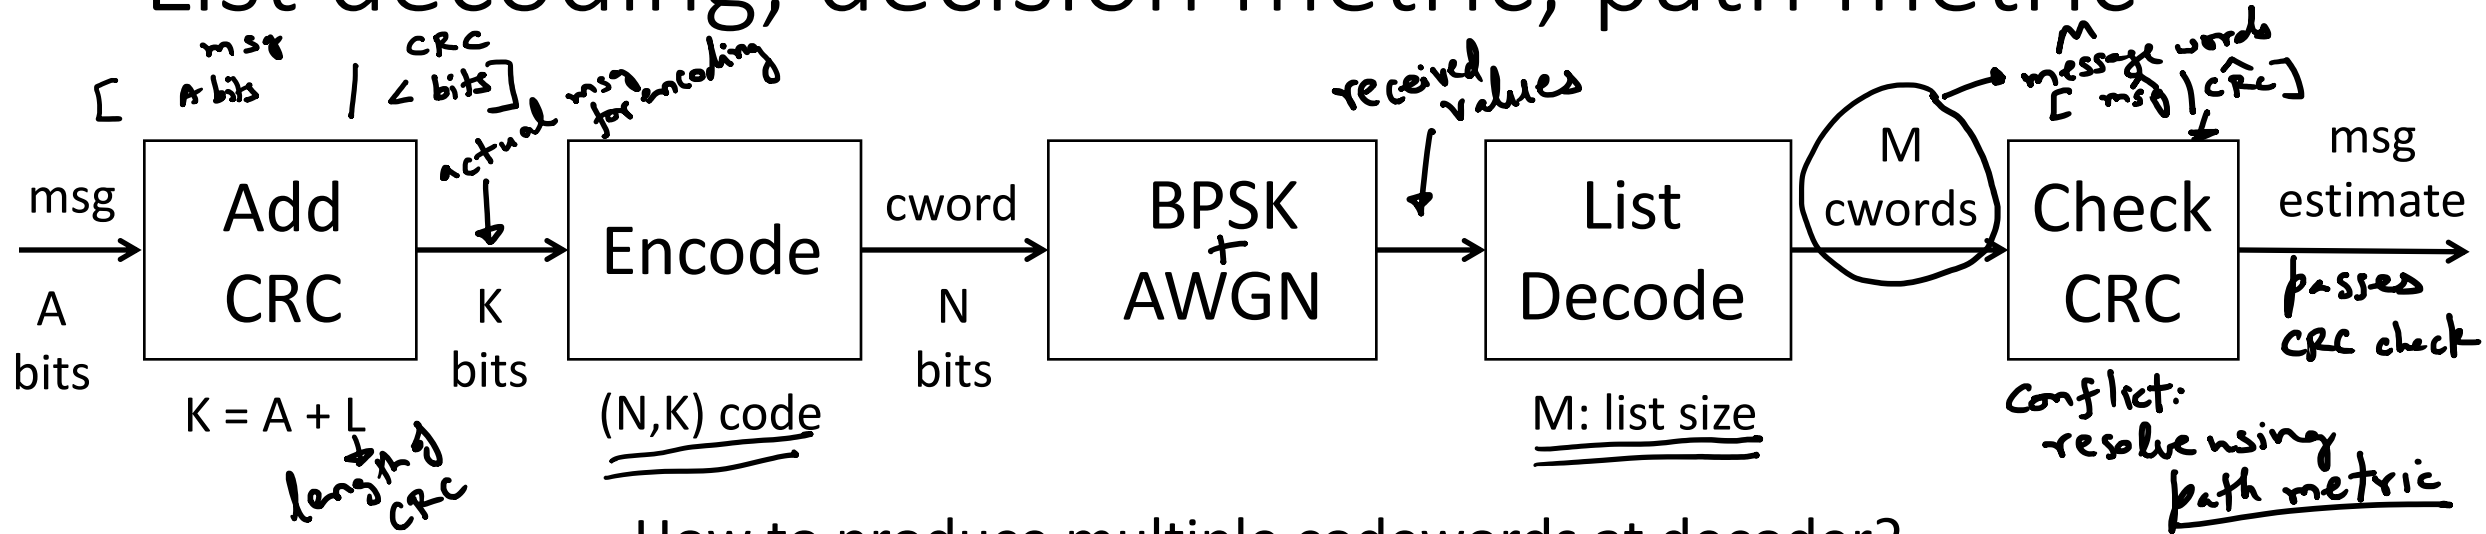 List decoding, decision metric, path metric
msg
CRC
[ A bits | L bits ]
actual msg
for encoding
received
values
M
message words
[ msg | CRC ]
msg
A
bits
Add
CRC
K = A + L
length of
CRC
K
bits
Encode
(N,K) code
cword
N
bits
BPSK
+
AWGN
List
Decode
M: list size
M
cwords
Check
CRC
conflict:
resolve using
path metric
msg
estimate
passes
CRC check
How to produce multiple codewords at decoder?